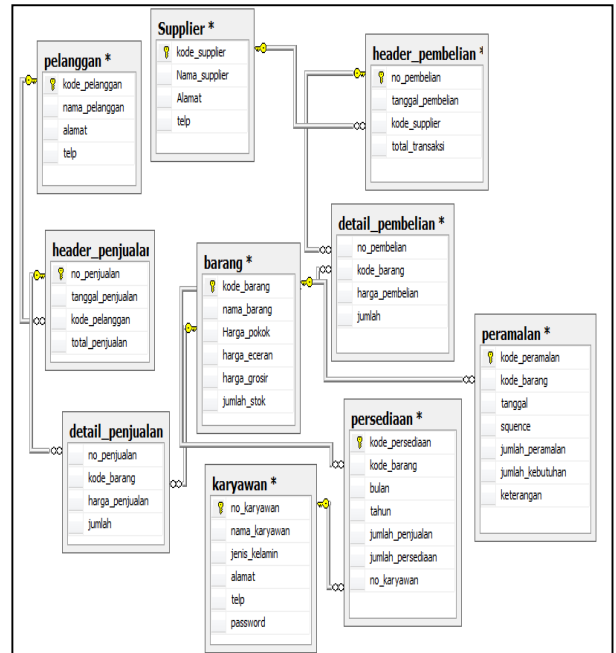 pelanggan *
kode_pelanggan
nama_pelanggan
alamat
telp
Supplier *
kode_supplier
Nama_supplier
Alamat
telp
header_pembelian *
no_pembelian
tanggal_pembelian
kode_supplier
total_transaksi
header_penjualan
no_penjualan
tanggal_penjualan
kode_pelanggan
total_penjualan
barang *
kode_barang
nama_barang
Harga_pokok
harga_eceran
harga_grosir
jumlah_stok
detail_pembelian *
no_pembelian
kode_barang
harga_pembelian
jumlah
peramalan *
kode_peramalan
kode_barang
tanggal
squence
jumlah_peramalan
jumlah_kebutuhan
keterangan
detail_penjualan
no_penjualan
kode_barang
harga_penjualan
jumlah
karyawan *
no_karyawan
nama_karyawan
jenis_kelamin
alamat
telp
password
persediaan *
kode_persediaan
kode_barang
bulan
tahun
jumlah_penjualan
jumlah_persediaan
no_karyawan